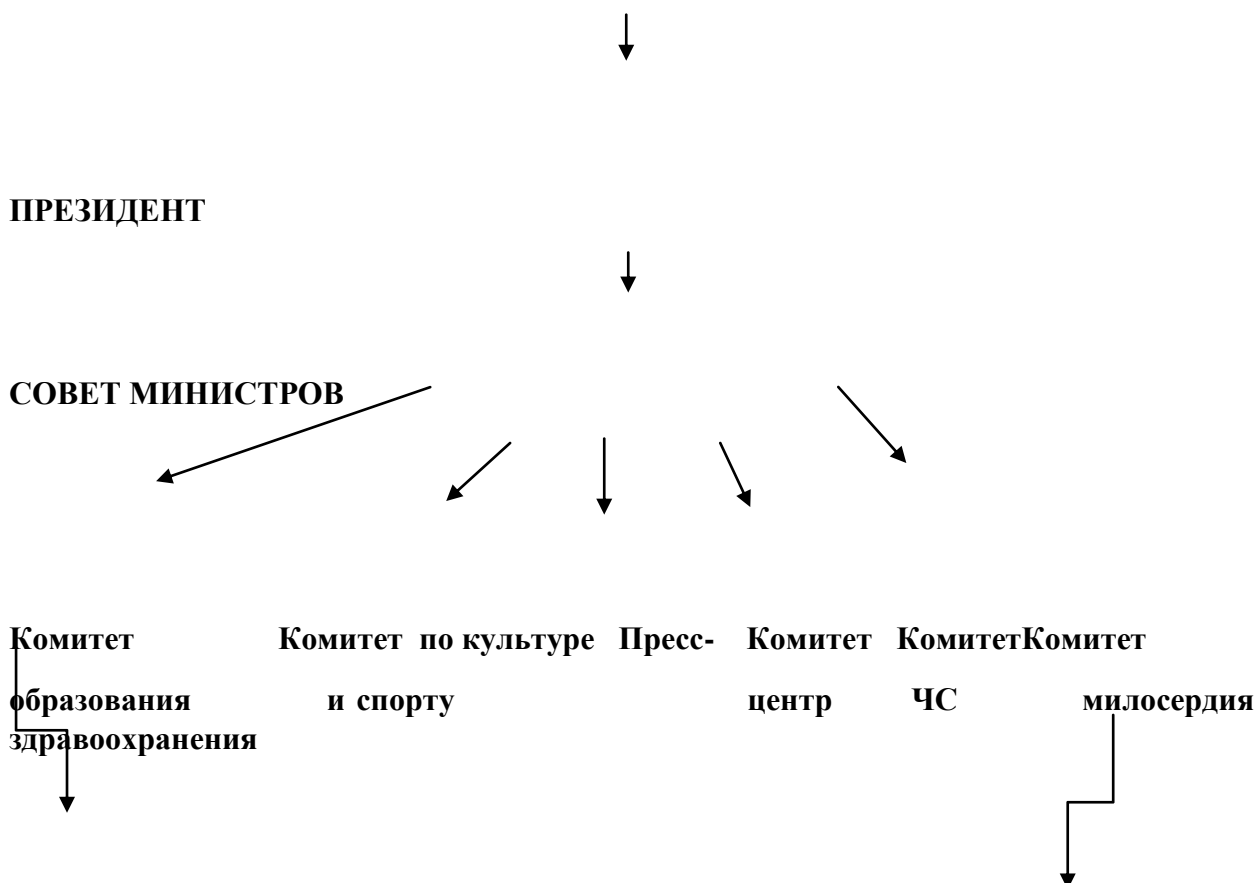 ПРЕЗИДЕНТ
СОВЕТ МИНИСТРОВ
Комитет Комитет по культуре Пресс- Комитет КомитетКомитет
образования и спорту центр ЧС милосердия
здравоохранения